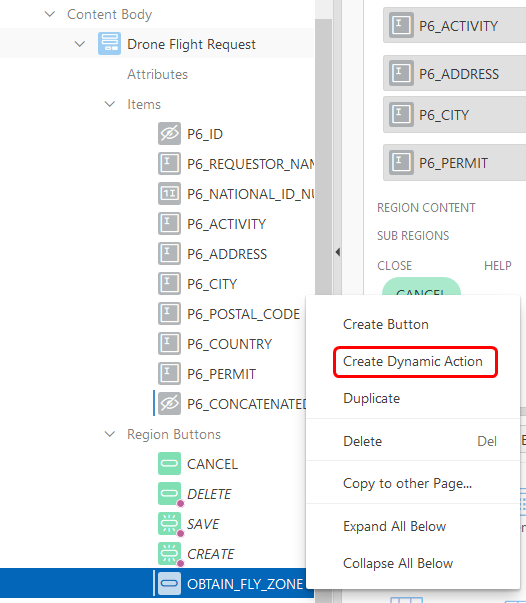 Content Body
Drone Flight Request
Attributes
Items
P6_ID
P6_REQUESTOR_NAM
P6_NATIONAL_ID_NU
P6_ACTIVITY
P6_ADDRESS
P6_CITY
P6_POSTAL_CODE
P6_COUNTRY
P6_PERMIT
P6_CONCATENATED
Region Buttons
CANCEL
DELETE
SAVE
CREATE
OBTAIN_FLY_ZONE
P6_ACTIVITY
P6_ADDRESS
P6_CITY
P6_PERMIT
REGION CONTENT
SUB REGIONS
CLOSE HELP
CANCEL
Create Button
Create Dynamic Action
Duplicate
Delete Del
Copy to other Page...
Expand All Below
Collapse All Below